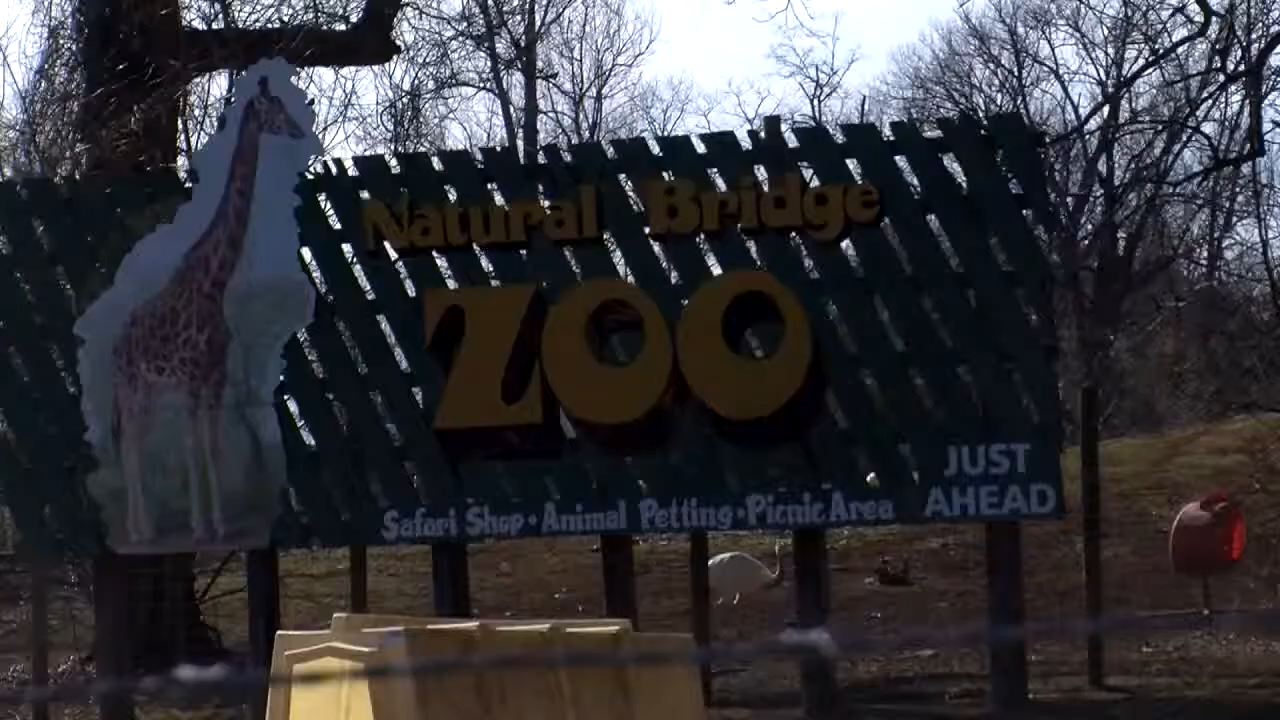 Natural Bridge
ZOO
Safari Shop · Animal Petting · Picnic Area
JUST
AHEAD